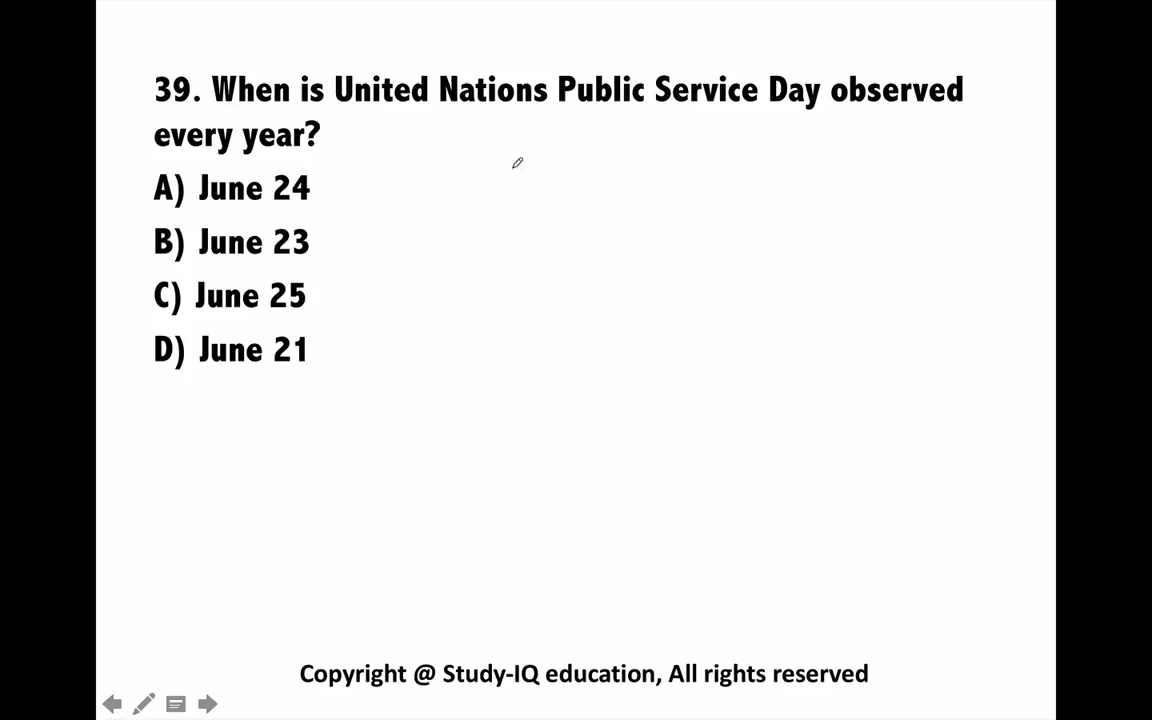 39. When is United Nations Public Service Day observed
every year?
A) June 24
B) June 23
C) June 25
D) June 21
Copyright @ Study-IQ education, All rights reserved